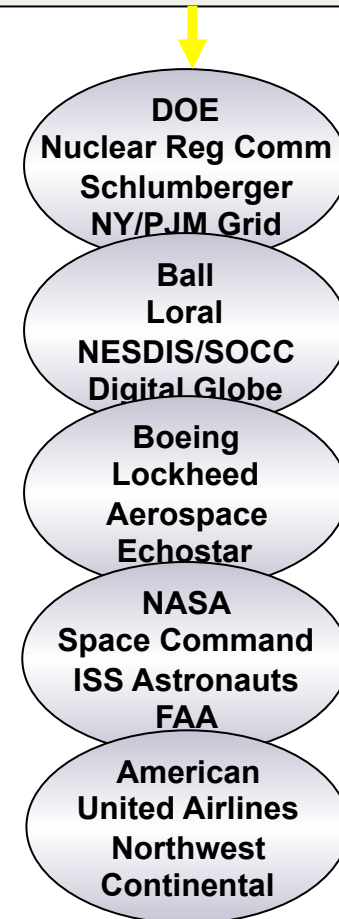 DOE
Nuclear Reg Comm
Schlumberger
NY/PJM Grid
Ball
Loral
NESDIS/SOCC
Digital Globe
Boeing
Lockheed
Aerospace
Echostar
NASA
Space Command
ISS Astronauts
FAA
American
United Airlines
Northwest
Continental